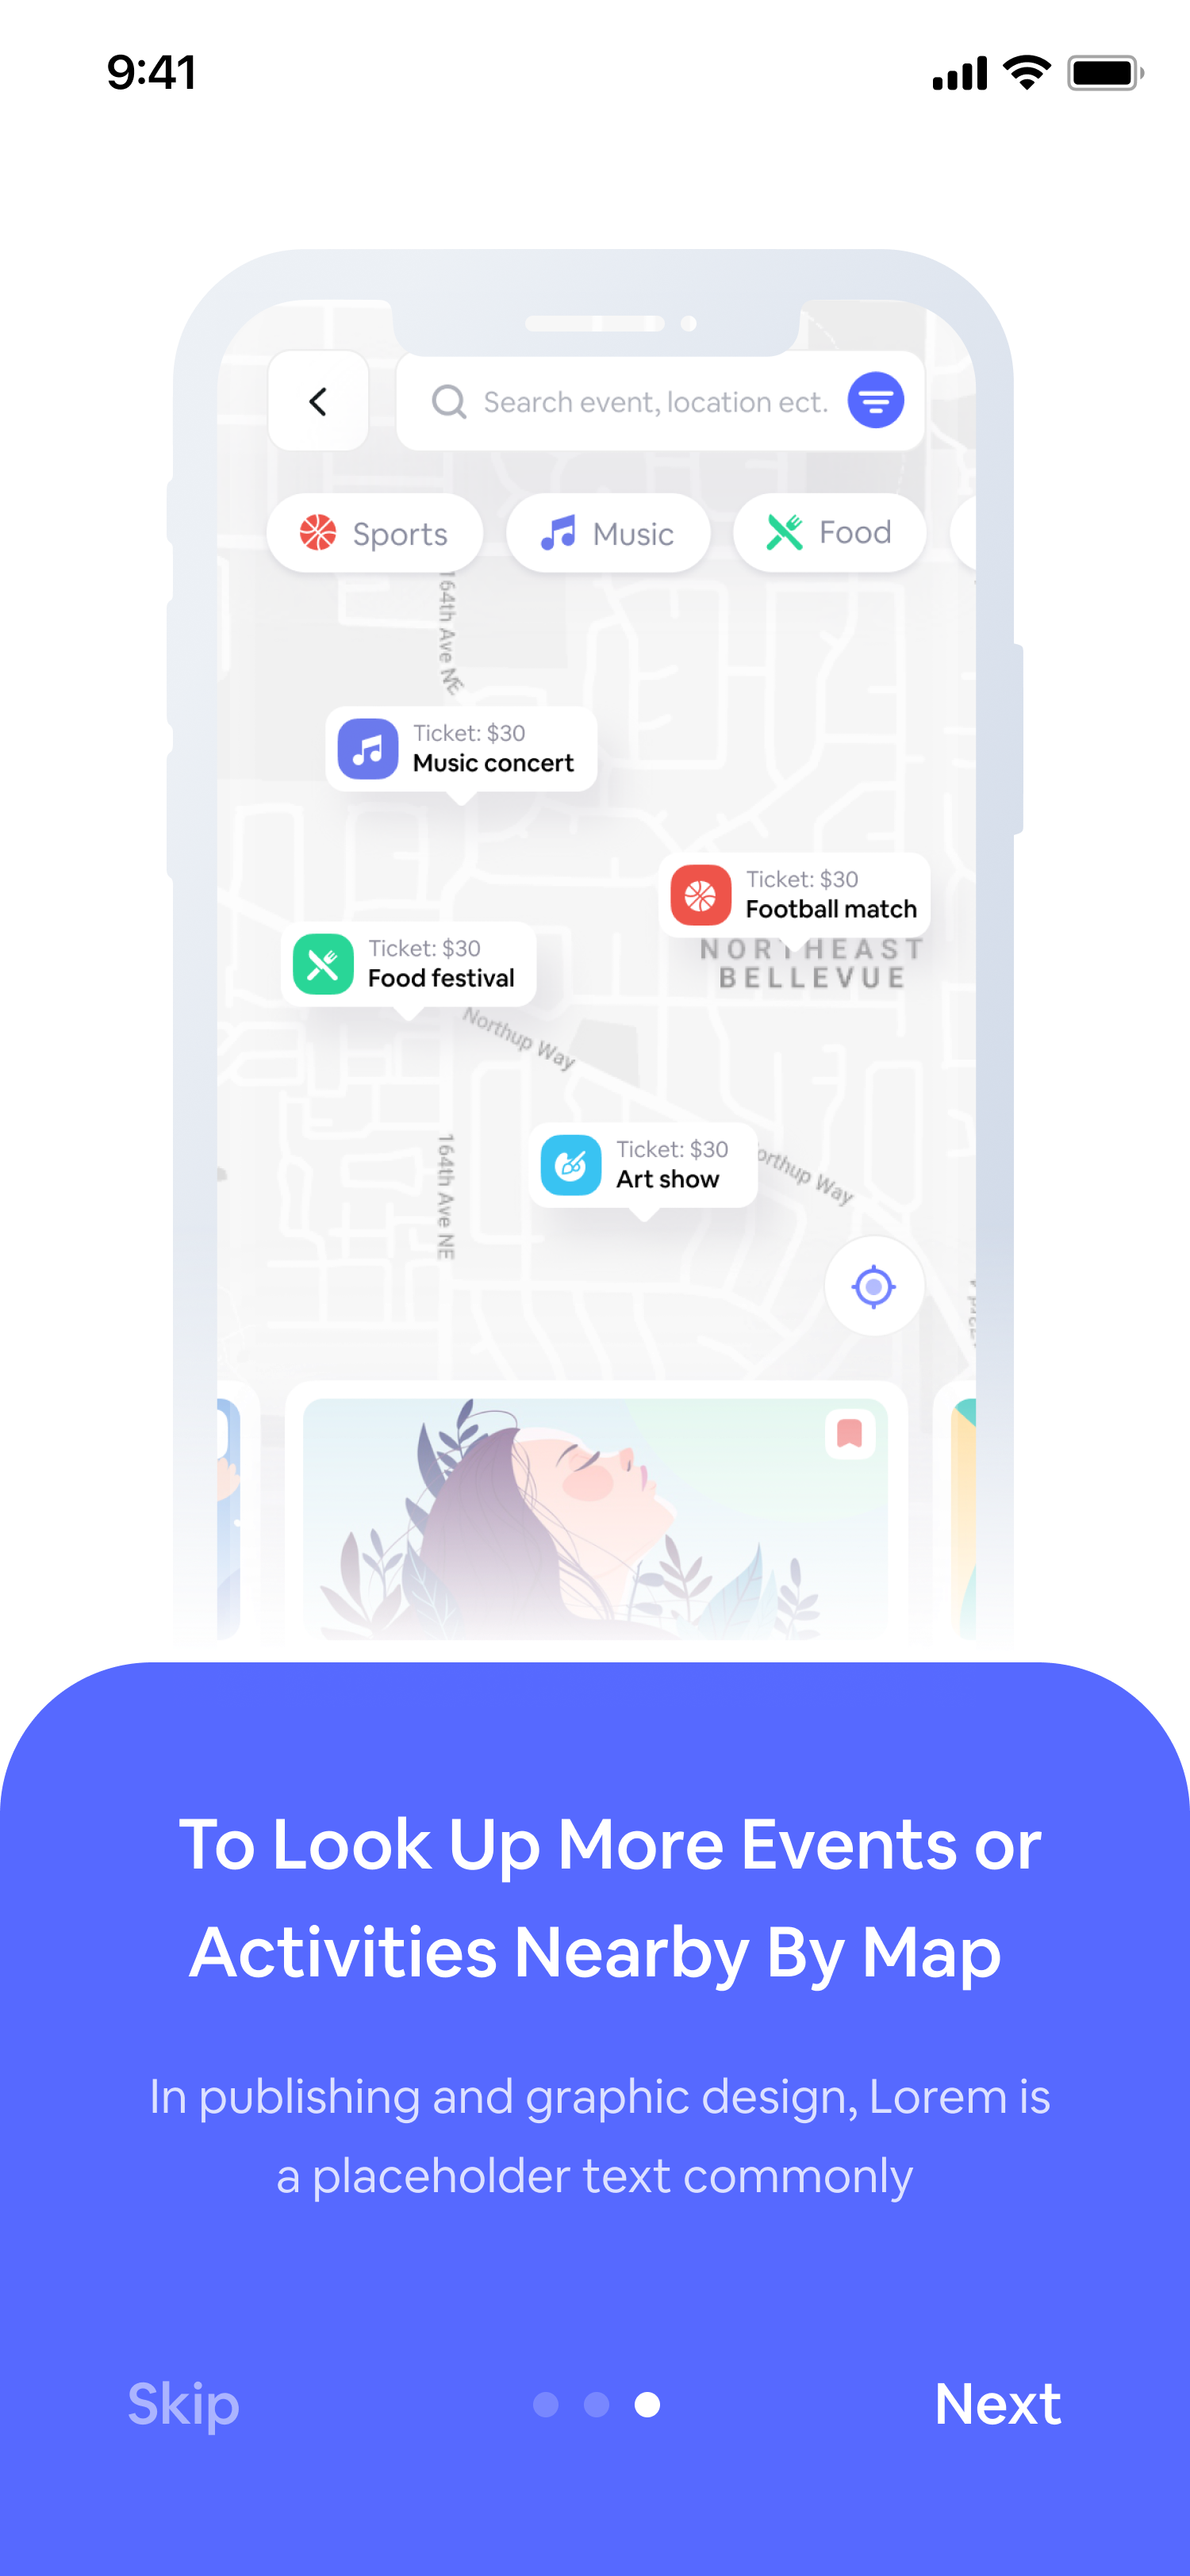 9:41
Search event, location ect.
Sports
Music
Food
164th Ave NE
Ticket: $30
Music concert
Ticket: $30
Football match
NORTHEAST
BELLEVUE
Ticket: $30
Food festival
Northup Way
164th Ave NE
Ticket: $30
Art show
orthup Way
To Look Up More Events or
Activities Nearby By Map
In publishing and graphic design, Lorem is
a placeholder text commonly
Skip
Next